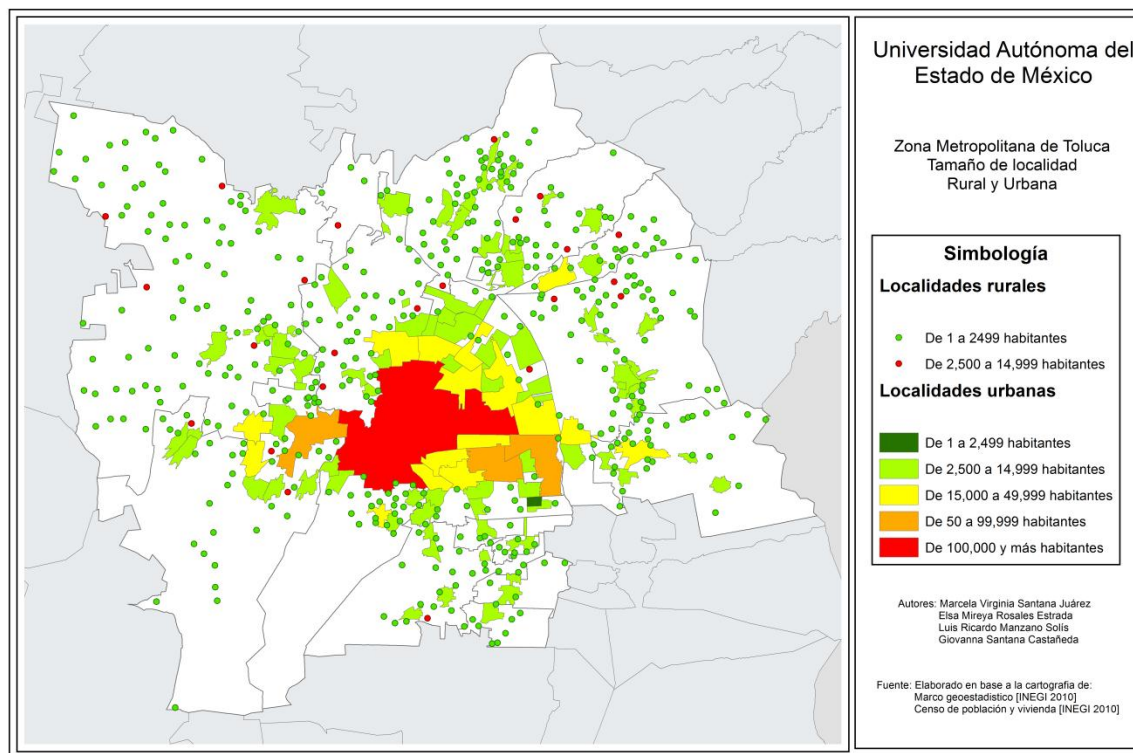 Universidad Autónoma del
Estado de México
Zona Metropolitana de Toluca
Tamaño de localidad
Rural y Urbana
Simbología
Localidades rurales
De 1 a 2499 habitantes
De 2,500 a 14,999 habitantes
Localidades urbanas
De 1 a 2,499 habitantes
De 2,500 a 14,999 habitantes
De 15,000 a 49,999 habitantes
De 50 a 99,999 habitantes
De 100,000 y más habitantes
Autores: Marcela Virginia Santana Juárez
Elsa Mireya Rosales Estrada
Luis Ricardo Manzano Solís
Giovanna Santana Castañeda
Fuente: Elaborado en base a la cartografia de:
Marco geoestadistico [INEGI 2010]
Censo de población y vivienda [INEGI 2010]